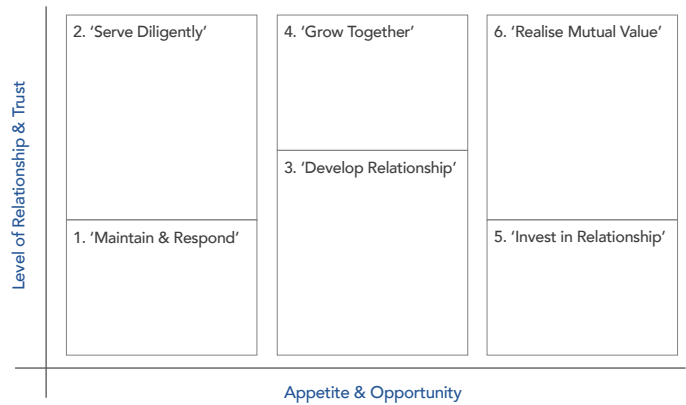 2. ‘Serve Diligently’
4. ‘Grow Together’
6. ‘Realise Mutual Value’
3. ‘Develop Relationship’
1. ‘Maintain & Respond’
5. ‘Invest in Relationship’
Level of Relationship & Trust
Appetite & Opportunity